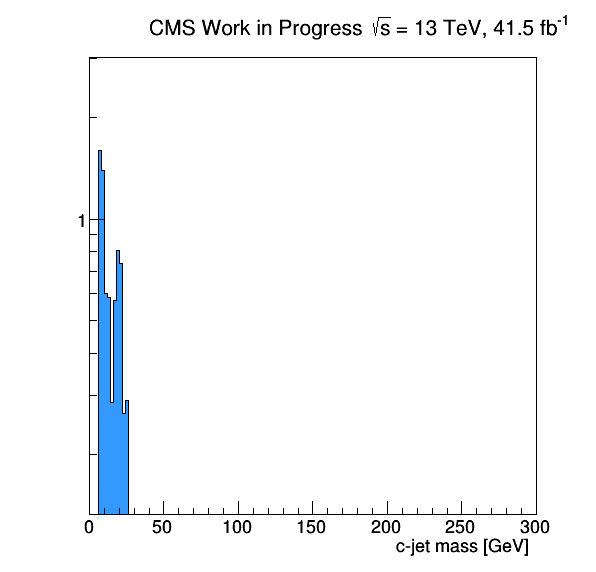 CMS Work in Progress √s = 13 TeV, 41.5 fb⁻¹
1
0 50 100 150 200 250 300
c-jet mass [GeV]